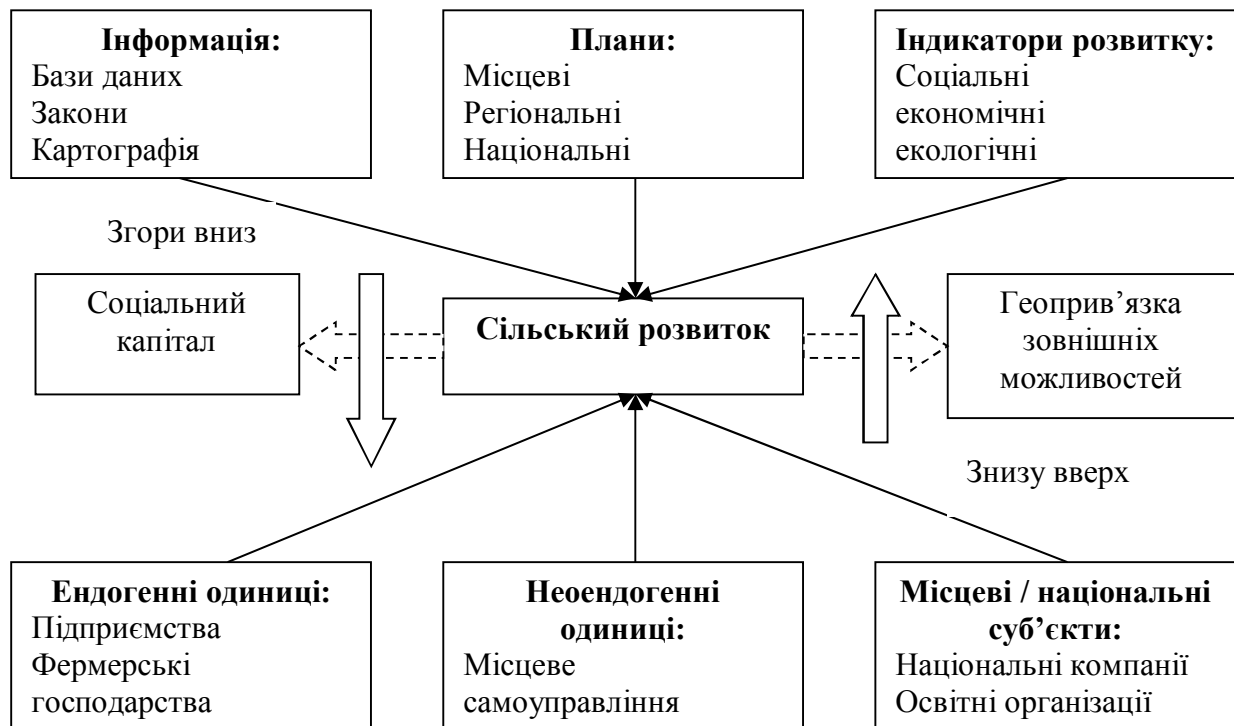 Інформація:
Бази даних
Закони
Картографія
Плани:
Місцеві
Регіональні
Національні
Індикатори розвитку:
Соціальні
економічні
екологічні
Згори вниз
Соціальний
капітал
Сільський розвиток
Геоприв’язка
зовнішніх
можливостей
Знизу вверх
Ендогенні одиниці:
Підприємства
Фермерські
господарства
Неоендогенні
одиниці:
Місцеве
самоуправління
Місцеві / національні
суб’єкти:
Національні компанії
Освітні організації